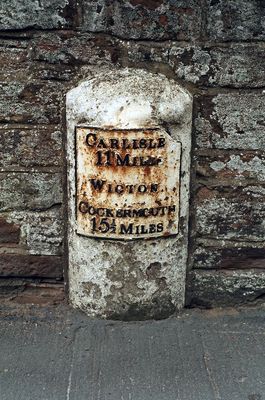 CARLISLE
11 MILES
WIGTON
COCKERMOUTH
15½ MILES